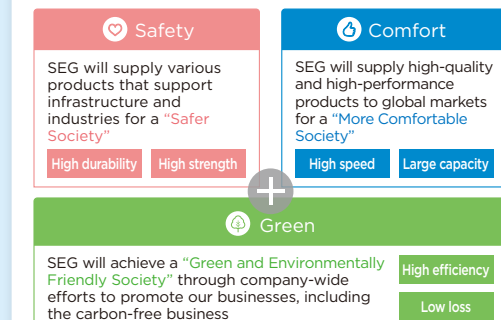 Safety
SEG will supply various
products that support
infrastructure and
industries for a “Safer
Society”
High durability
High strength
Comfort
SEG will supply high-quality
and high-performance
products to global markets
for a “More Comfortable
Society”
High speed
Large capacity
Green
SEG will achieve a “Green and Environmentally
Friendly Society” through company-wide
efforts to promote our businesses, including
the carbon-free business
High efficiency
Low loss